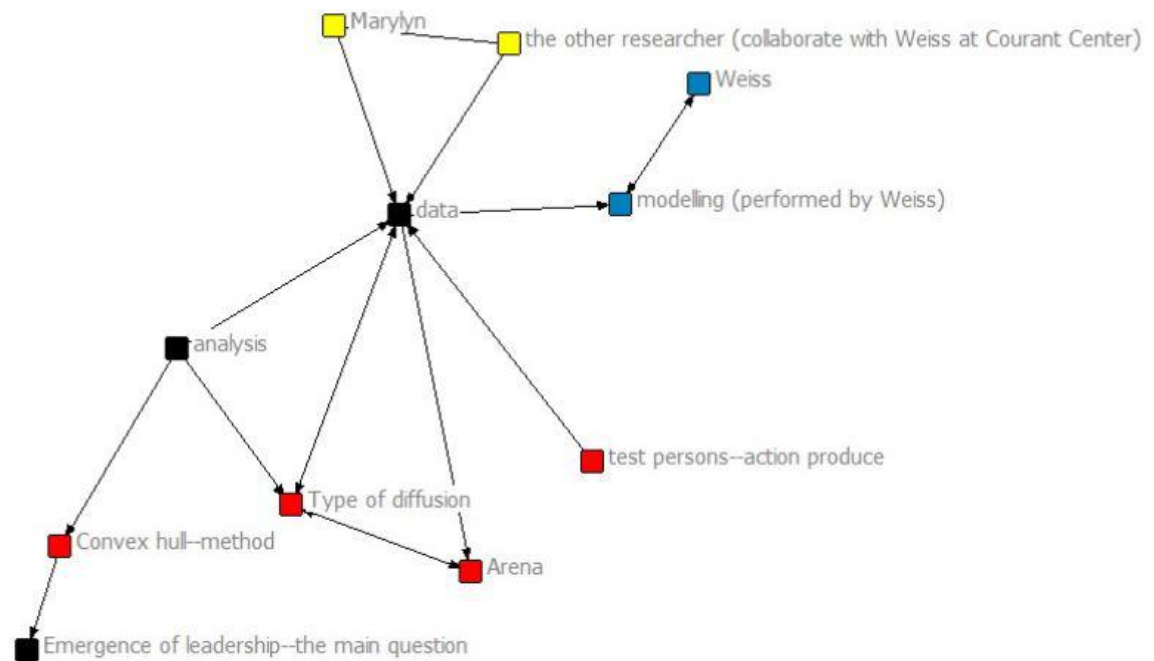 Marylyn
the other researcher (collaborate with Weiss at Courant Center)
Weiss
modelling (performed by Weiss)
data
analysis
test persons--action produce
Type of diffusion
Convex hull--method
Arena
Emergence of leadership--the main question